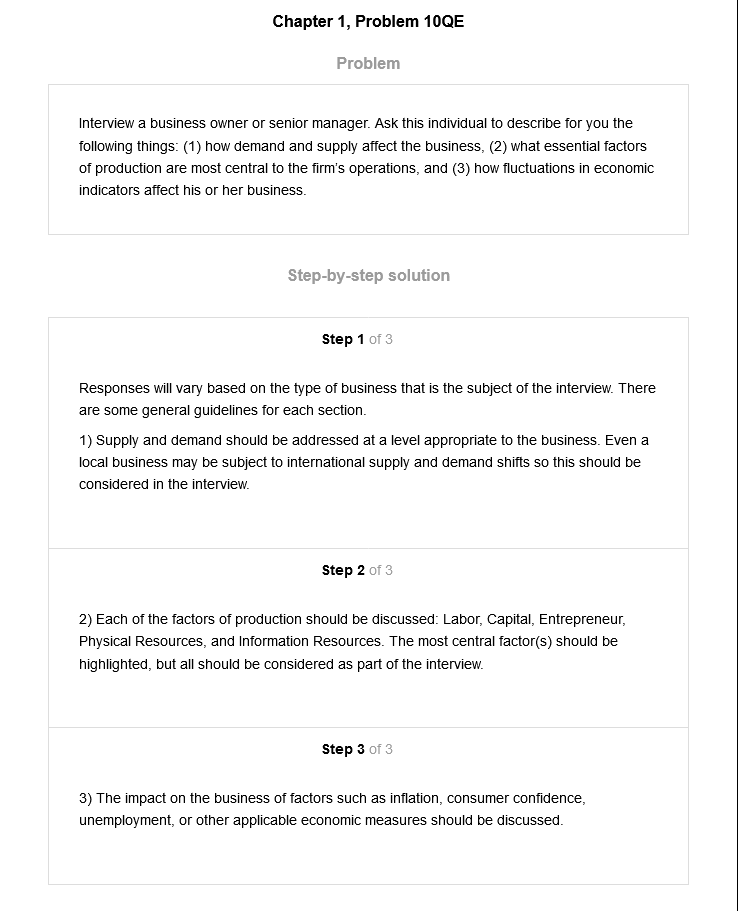 Chapter 1, Problem 10QE
Problem
Interview a business owner or senior manager. Ask this individual to describe for you the
following things: (1) how demand and supply affect the business, (2) what essential factors
of production are most central to the firm's operations, and (3) how fluctuations in economic
indicators affect his or her business.
Step-by-step solution
Step 1 of 3
Responses will vary based on the type of business that is the subject of the interview. There
are some general guidelines for each section.
1) Supply and demand should be addressed at a level appropriate to the business. Even a
local business may be subject to international supply and demand shifts so this should be
considered in the interview.
Step 2 of 3
2) Each of the factors of production should be discussed: Labor, Capital, Entrepreneur,
Physical Resources, and Information Resources. The most central factor(s) should be
highlighted, but all should be considered as part of the interview.
Step 3 of 3
3) The impact on the business of factors such as inflation, consumer confidence,
unemployment, or other applicable economic measures should be discussed.